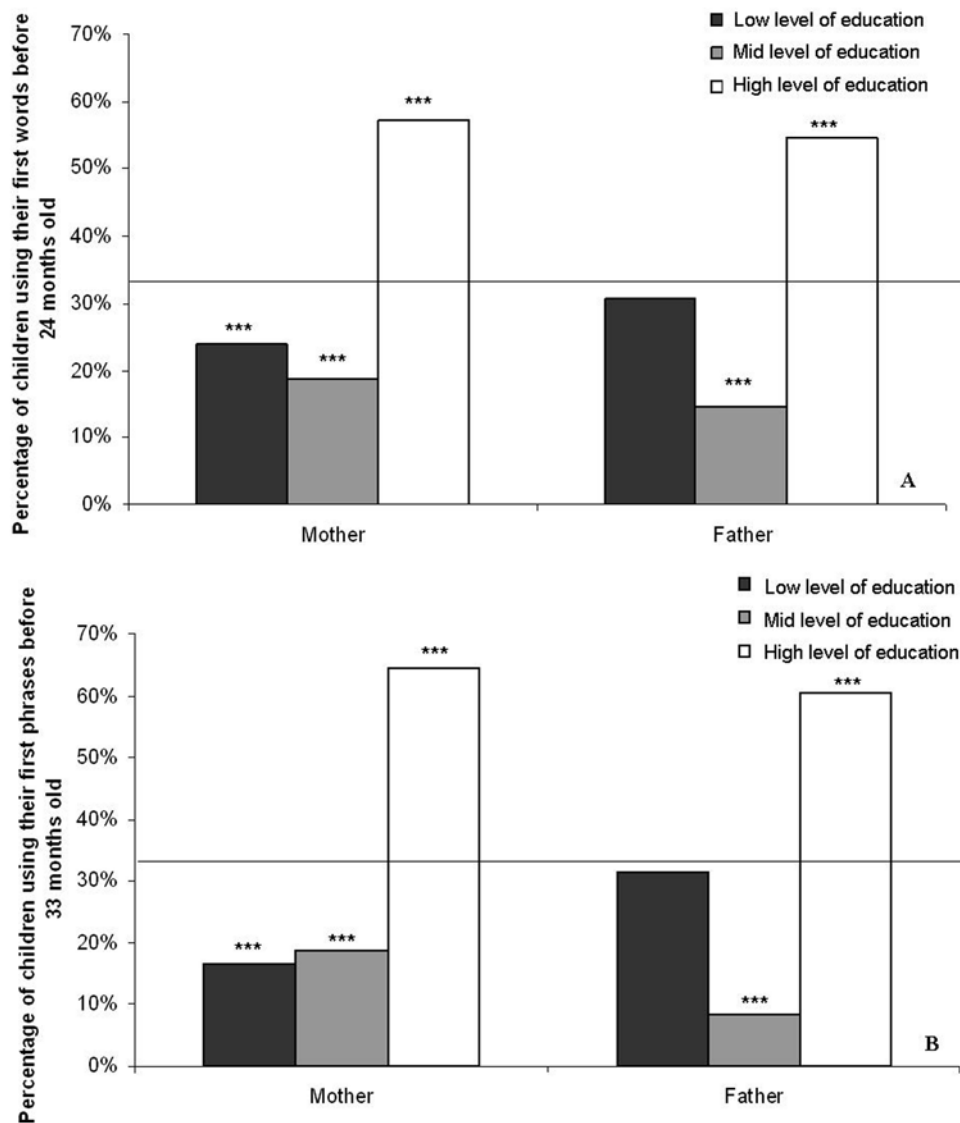 Low level of education
Mid level of education
High level of education
Percentage of children using their first words before
24 months old
70%
60%
50%
40%
30%
20%
10%
0%
***
***
***
***
***
Mother
Father
A
Low level of education
Mid level of education
High level of education
Percentage of children using their first phrases before
33 months old
70%
60%
50%
40%
30%
20%
10%
0%
***
***
***
***
***
Mother
Father
B